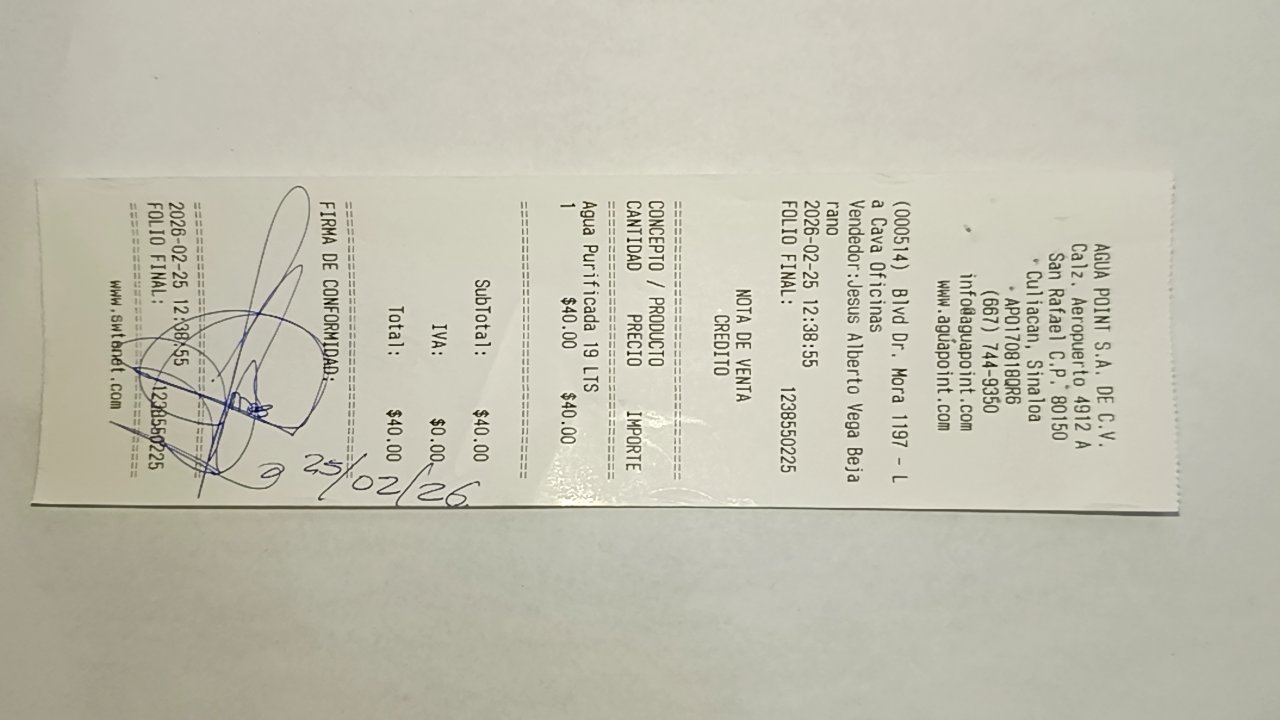 AGUA POINT S.A. DE C.V.
Calz. Aeropuerto 4912 A
San Rafael C.P. 80150
Culiacan, Sinaloa
APO170818QR6
(667) 744-9350
info@aguapoint.com
www.aguapoint.com
(000514) Blvd Dr. Mora 1197 - L
a Cava Oficinas
Vendedor:Jesus Alberto Vega Beja
rano
2026-02-25 12:38:55
FOLIO FINAL: 1238550225
NOTA DE VENTA
CREDITO
CONCEPTO / PRODUCTO
CANTIDAD PRECIO IMPORTE
Agua Purificada 19 LTS
1 $40.00 $40.00
SubTotal: $40.00
IVA: $0.00
Total: $40.00
25/02/26
FIRMA DE CONFORMIDAD:
2026-02-25 12:38:55
FOLIO FINAL: 1238550225
www.swtenet.com